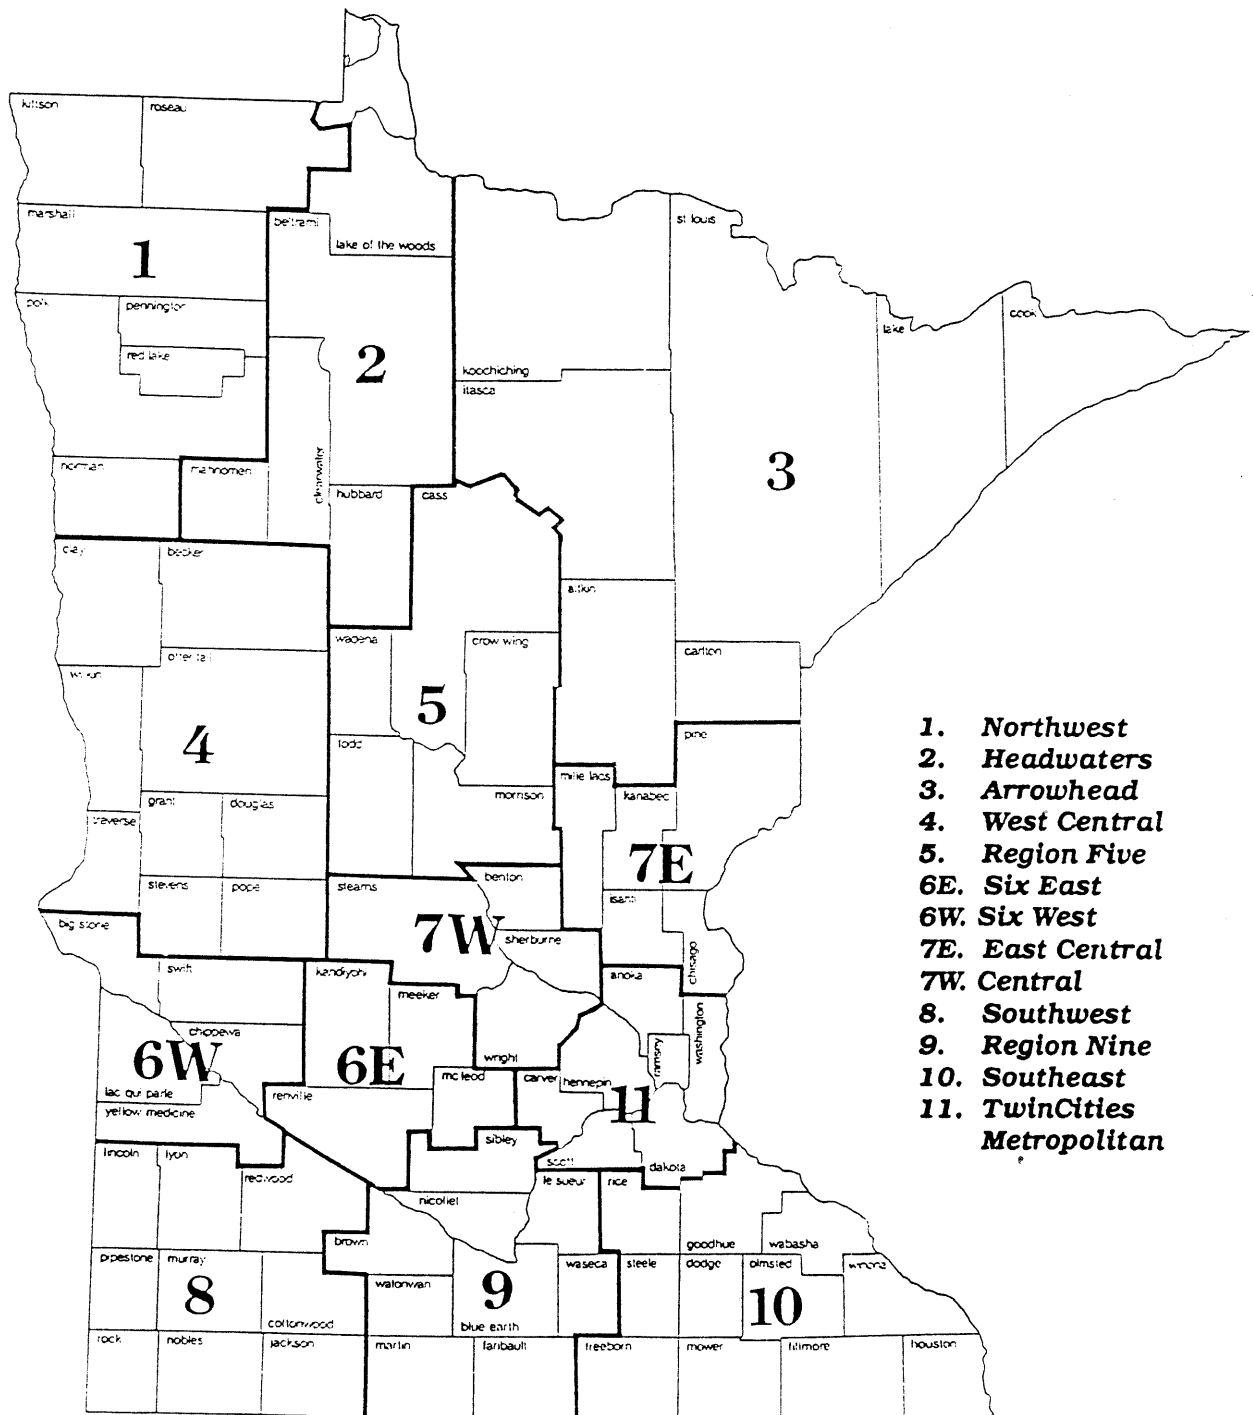 kittson roseau
marshall
beltrami
st louis
lake of the woods
1
polk
pennington
lake
cook
red lake
2
koochiching
itasca
norman
mahnomen
clearwater
3
hubbard
cass
clay
becker
aitkin
wadena
crow wing
carlton
otter tail
wilkin
5
4
pine
todd
mille lacs
grant
douglas
morrison
kanabec
traverse
7E
stevens
pope
stearns
benton
isanti
big stone
7W
sherburne
chisago
swift
kandiyohi
anoka
meeker
chippewa
washington
6W
6E
wright
ramsey
lac qui parle
renville
mc leod
carver
hennepin
yellow medicine
11
sibley
lincoln
lyon
scott
dakota
redwood
le sueur
rice
nicollet
brown
goodhue
wabasha
pipestone
murray
waseca
steele
dodge
olmsted
winona
8
watonwan
9
10
cottonwood
blue earth
rock
nobles
jackson
martin
faribault
freeborn
mower
fillmore
houston
1. Northwest
2. Headwaters
3. Arrowhead
4. West Central
5. Region Five
6E. Six East
6W. Six West
7E. East Central
7W. Central
8. Southwest
9. Region Nine
10. Southeast
11. TwinCities
Metropolitan